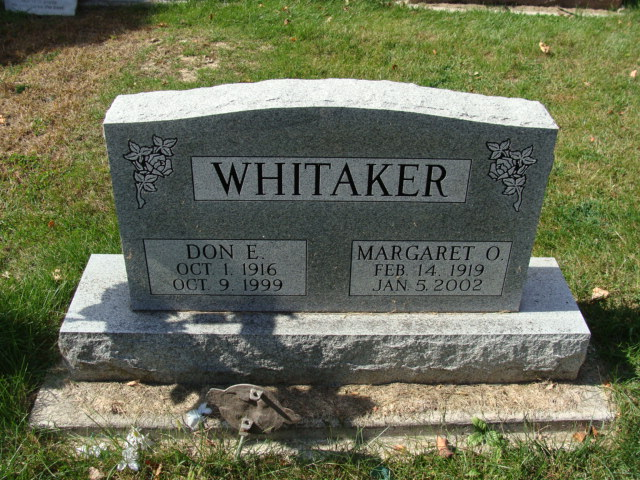 WHITAKER
DON E.
OCT. 1. 1916
OCT. 9. 1999
MARGARET O.
FEB. 14. 1919
JAN. 5. 2002